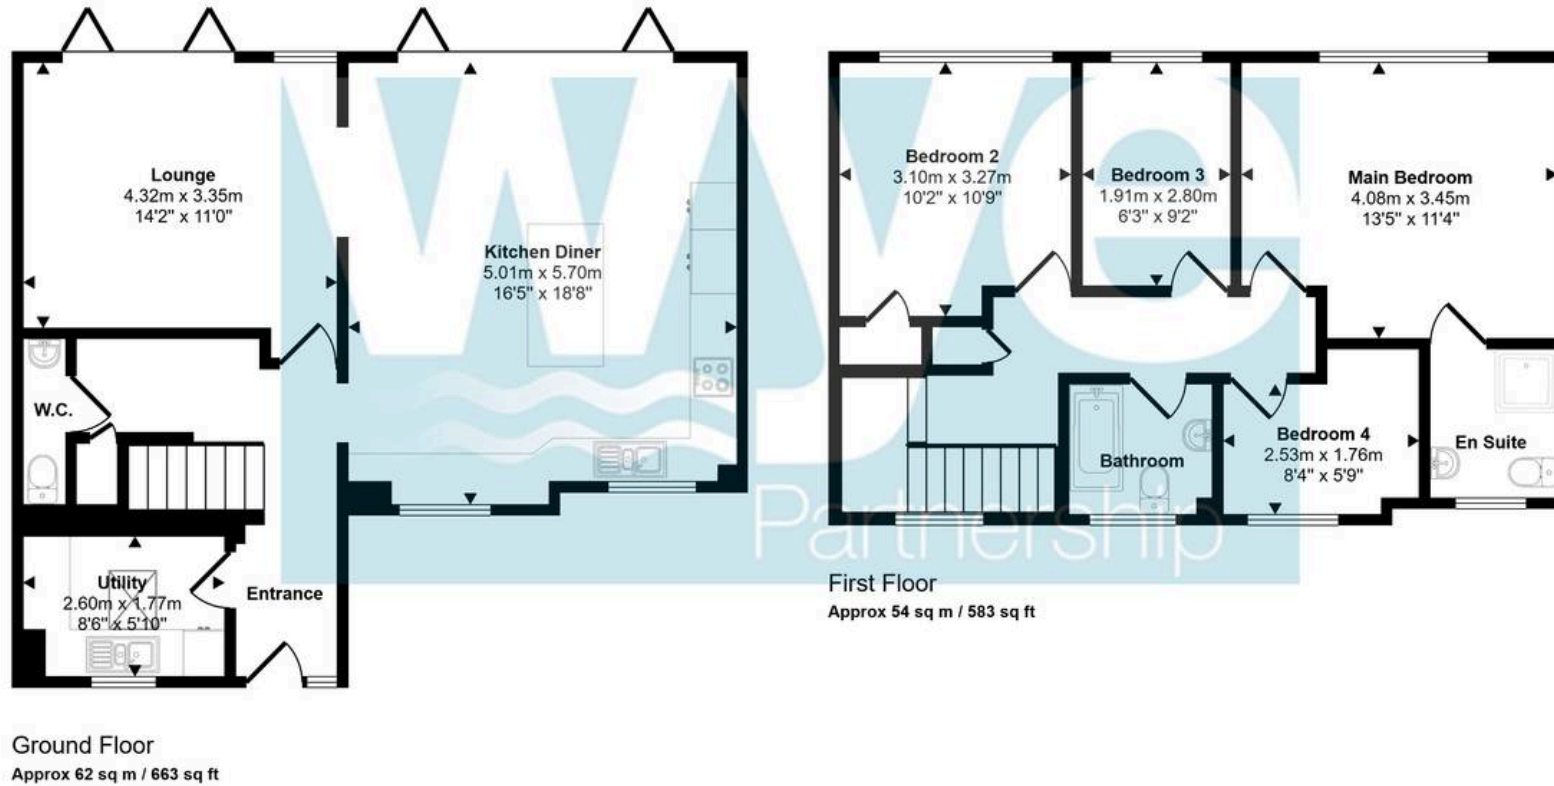 Lounge
4.32m x 3.35m
14'2" x 11'0"
Kitchen Diner
5.01m x 5.70m
16'5" x 18'8"
W.C.
Utility
2.60m x 1.77m
8'6" x 5'10"
Entrance
Ground Floor
Approx 62 sq m / 663 sq ft
Bedroom 2
3.10m x 3.27m
10'2" x 10'9"
Bedroom 3
1.91m x 2.80m
6'3" x 9'2"
Main Bedroom
4.08m x 3.45m
13'5" x 11'4"
Bathroom
Bedroom 4
2.53m x 1.76m
8'4" x 5'9"
En Suite
First Floor
Approx 54 sq m / 583 sq ft
Wave
Partnership